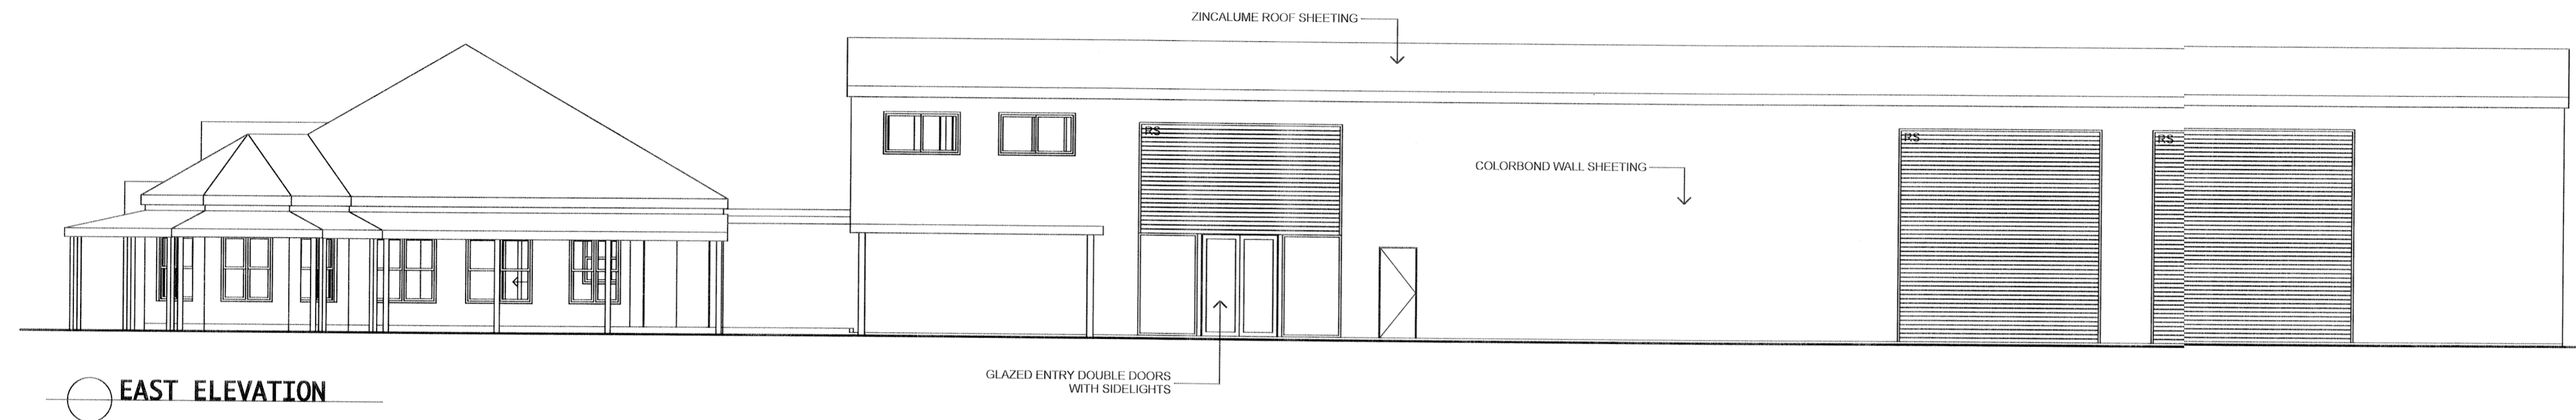 ZINCALUME ROOF SHEETING
RS
RS
RS
COLORBOND WALL SHEETING
GLAZED ENTRY DOUBLE DOORS
WITH SIDELIGHTS
EAST ELEVATION